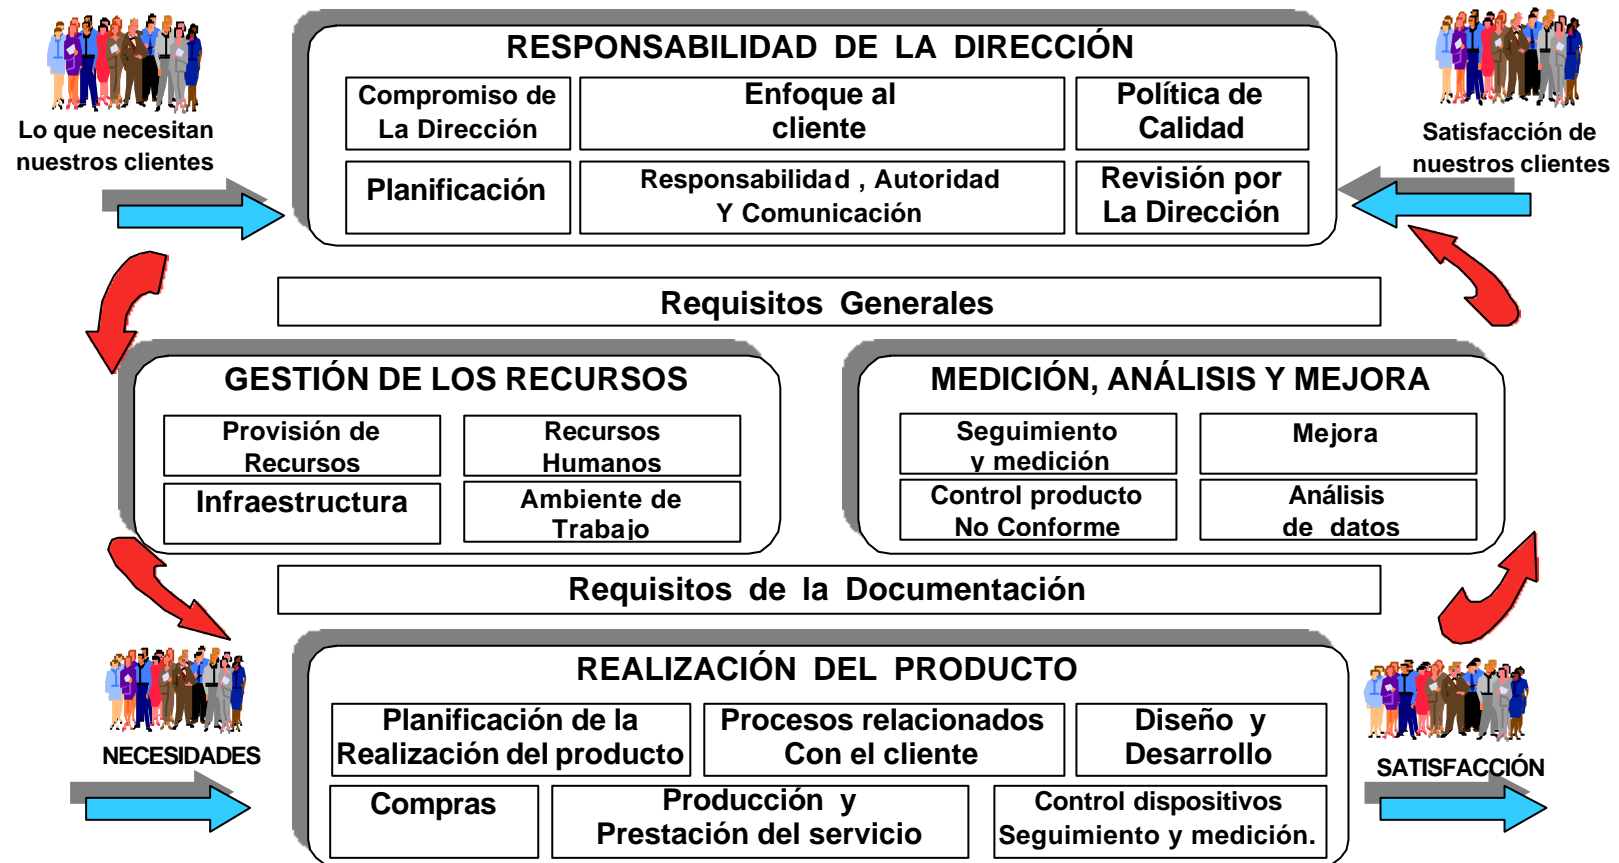 RESPONSABILIDAD DE LA DIRECCIÓN
Lo que necesitan
nuestros clientes
Compromiso de
La Dirección
Enfoque al
cliente
Política de
Calidad
Satisfacción de
nuestros clientes
Planificación
Responsabilidad , Autoridad
Y Comunicación
Revisión por
La Dirección
Requisitos Generales
GESTIÓN DE LOS RECURSOS
Provisión de
Recursos
Recursos
Humanos
Infraestructura
Ambiente de
Trabajo
MEDICIÓN, ANÁLISIS Y MEJORA
Seguimiento
y medición
Mejora
Control producto
No Conforme
Análisis
de datos
Requisitos de la Documentación
REALIZACIÓN DEL PRODUCTO
NECESIDADES
Planificación de la
Realización del producto
Procesos relacionados
Con el cliente
Diseño y
Desarrollo
Compras
Producción y
Prestación del servicio
Control dispositivos
Seguimiento y medición.
SATISFACCIÓN